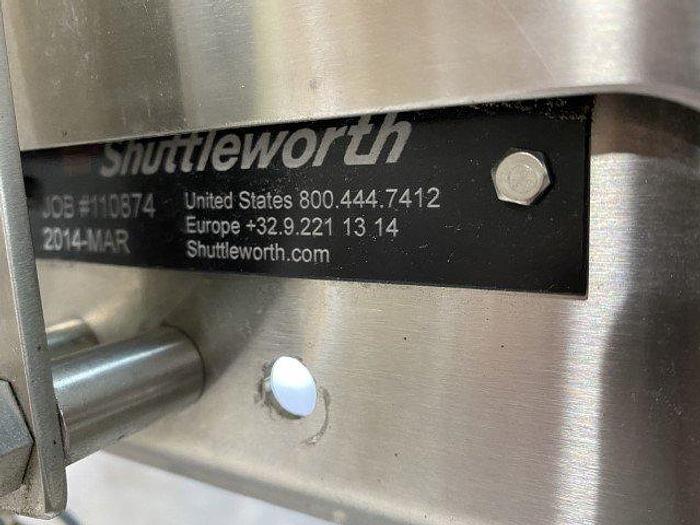 Shuttleworth
JOB #110874
2014-MAR
United States 800.444.7412
Europe +32.9.221 13 14
Shuttleworth.com